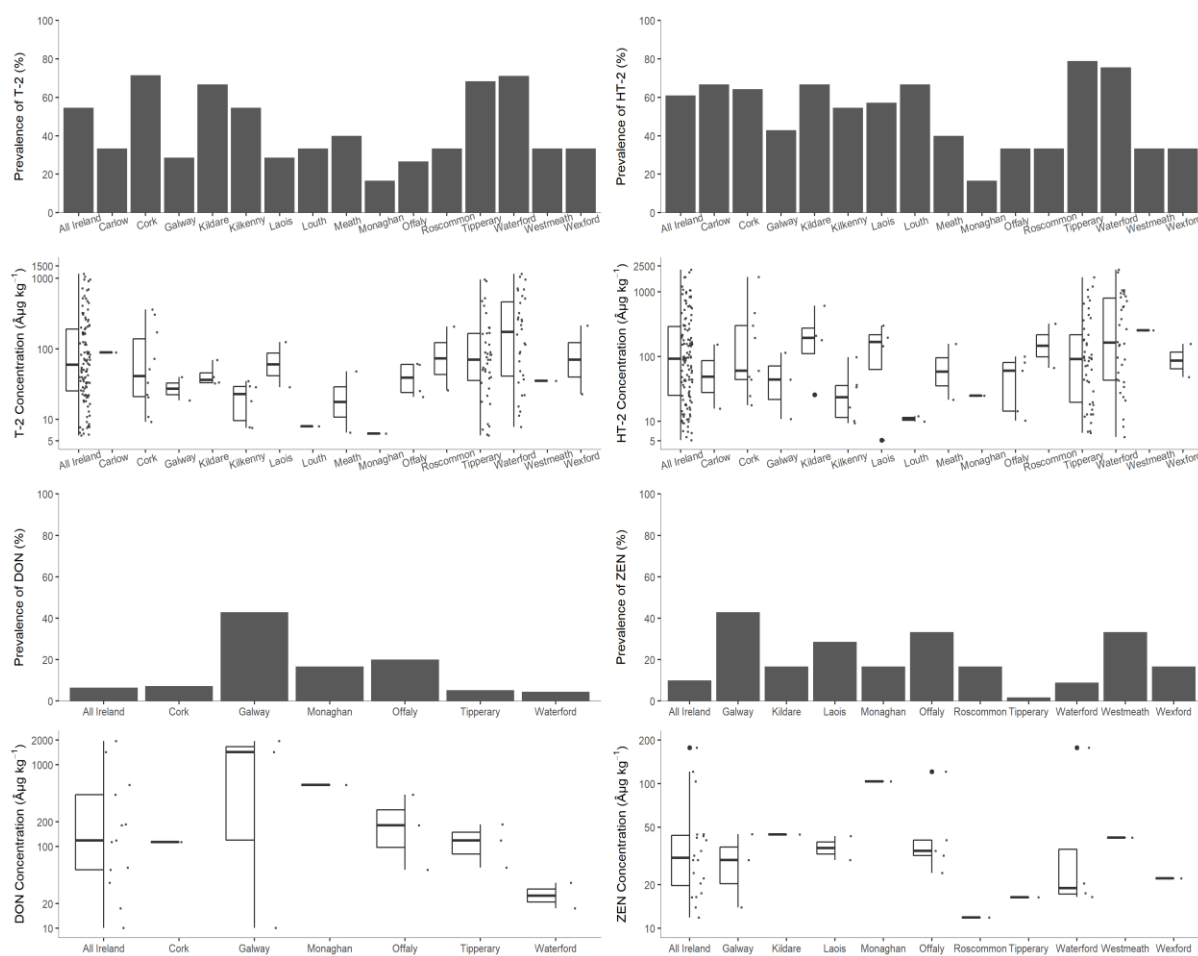 Prevalence of T-2 (%)
100
80
60
40
20
0
All Ireland Carlow Cork Galway Kildare Kilkenny Laois Louth Meath Monaghan Offaly Roscommon Tipperary Waterford Westmeath Wexford
Prevalence of HT-2 (%)
100
80
60
40
20
0
All Ireland Carlow Cork Galway Kildare Kilkenny Laois Louth Meath Monaghan Offaly Roscommon Tipperary Waterford Westmeath Wexford
T-2 Concentration (Âµg kg⁻¹)
1500
1000
100
10
5
All Ireland Carlow Cork Galway Kildare Kilkenny Laois Louth Meath Monaghan Offaly Roscommon Tipperary Waterford Westmeath Wexford
HT-2 Concentration (Âµg kg⁻¹)
2500
1000
100
10
5
All Ireland Carlow Cork Galway Kildare Kilkenny Laois Louth Meath Monaghan Offaly Roscommon Tipperary Waterford Westmeath Wexford
Prevalence of DON (%)
100
80
60
40
20
0
All Ireland Cork Galway Monaghan Offaly Tipperary Waterford
Prevalence of ZEN (%)
100
80
60
40
20
0
All Ireland Galway Kildare Laois Monaghan Offaly Roscommon Tipperary Waterford Westmeath Wexford
DON Concentration (Âµg kg⁻¹)
2000
1000
200
100
20
10
All Ireland Cork Galway Monaghan Offaly Tipperary Waterford
ZEN Concentration (Âµg kg⁻¹)
200
100
50
20
10
All Ireland Galway Kildare Laois Monaghan Offaly Roscommon Tipperary Waterford Westmeath Wexford